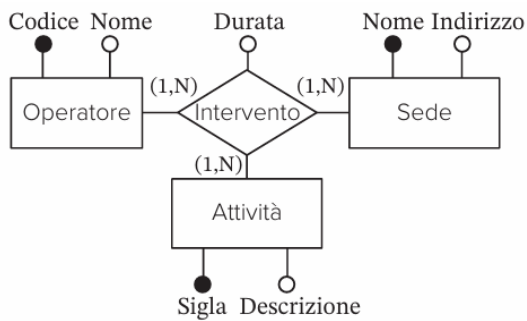 Codice Nome Durata Nome Indirizzo
(1,N) (1,N)
Operatore Intervento Sede
(1,N)
Attività
Sigla Descrizione